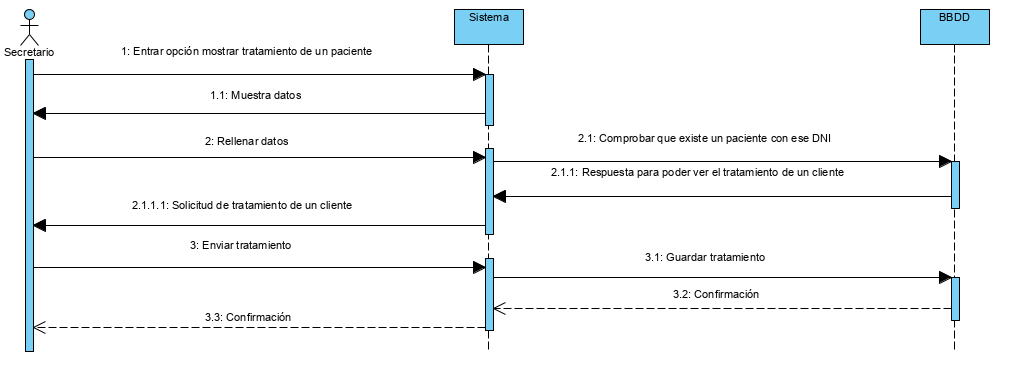 Secretario
Sistema
BBDD
1: Entrar opción mostrar tratamiento de un paciente
1.1: Muestra datos
2: Rellenar datos
2.1: Comprobar que existe un paciente con ese DNI
2.1.1: Respuesta para poder ver el tratamiento de un cliente
2.1.1.1: Solicitud de tratamiento de un cliente
3: Enviar tratamiento
3.1: Guardar tratamiento
3.2: Confirmación
3.3: Confirmación